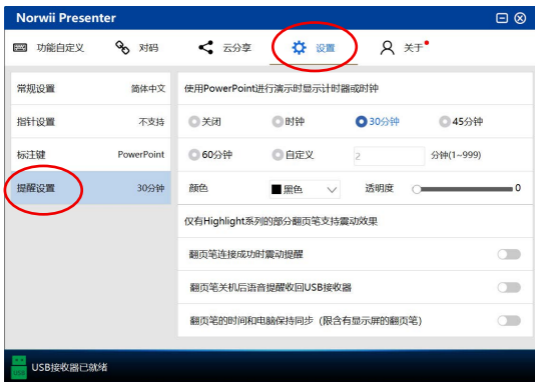 Norwii Presenter
功能自定义 对码 云分享 设置 关于
常规设置 简体中文
指针设置 不支持
标注键 PowerPoint
提醒设置 30分钟
使用PowerPoint进行演示时显示计时器或时钟
关闭 时钟 30分钟 45分钟
60分钟 自定义 2 分钟(1~999)
颜色 黑色 透明度 0
仅有Highlight系列的部分翻页笔支持震动效果
翻页笔连接成功时震动提醒
翻页笔关机后语音提醒收回USB接收器
翻页笔的时间和电脑保持同步（限含有显示屏的翻页笔）
USB USB接收器已就绪